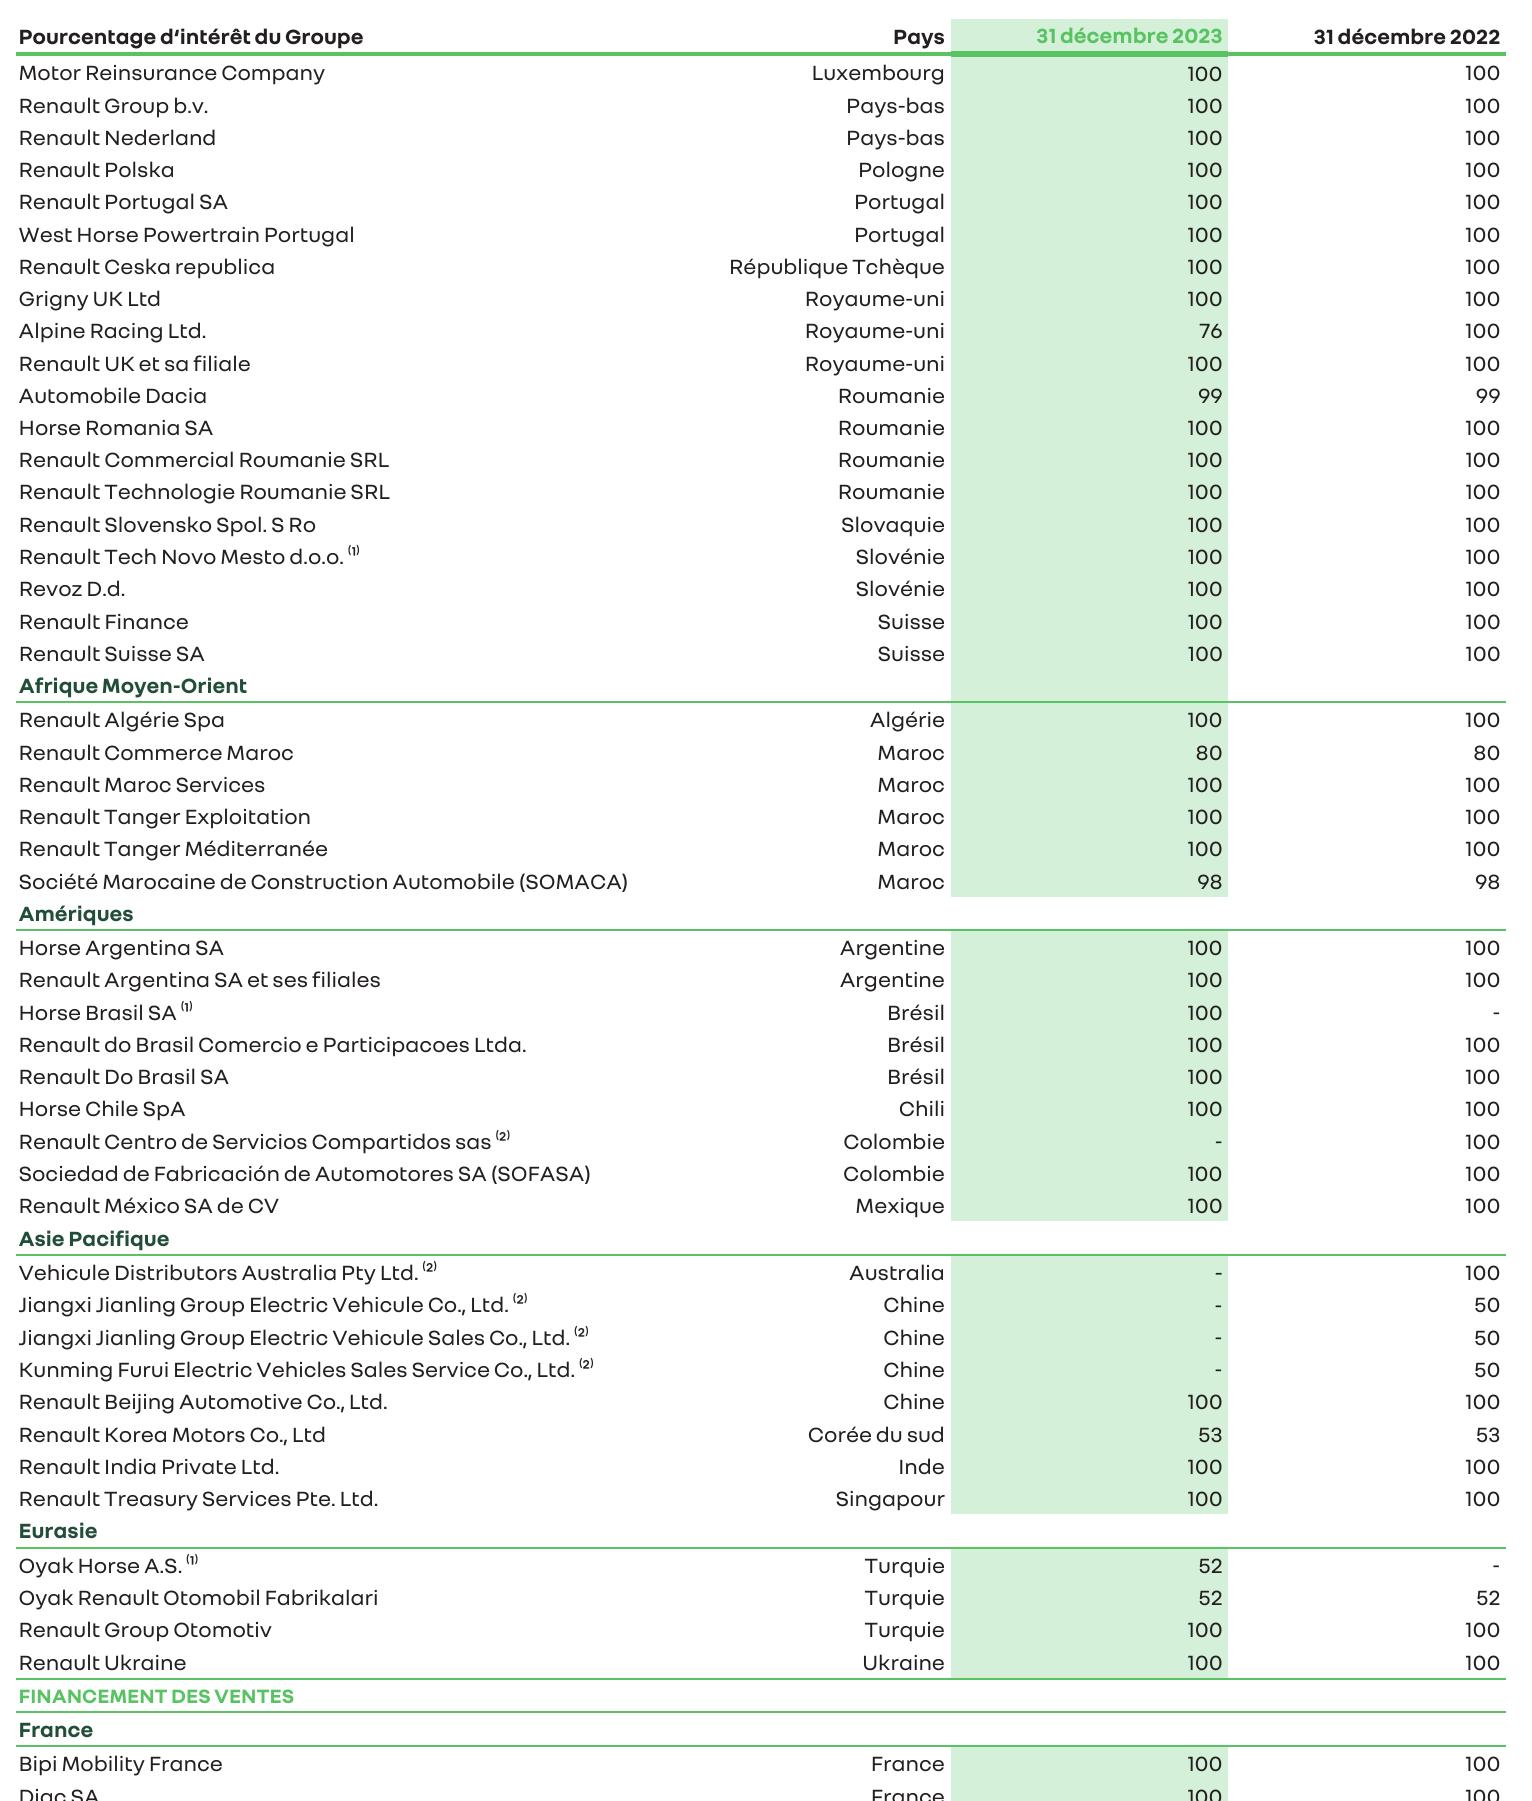 Pourcentage d‘intérêt du Groupe Pays 31 décembre 2023 31 décembre 2022
Motor Reinsurance Company Luxembourg 100 100
Renault Group b.v. Pays-bas 100 100
Renault Nederland Pays-bas 100 100
Renault Polska Pologne 100 100
Renault Portugal SA Portugal 100 100
West Horse Powertrain Portugal Portugal 100 100
Renault Ceska republica République Tchèque 100 100
Grigny UK Ltd Royaume-uni 100 100
Alpine Racing Ltd. Royaume-uni 76 100
Renault UK et sa filiale Royaume-uni 100 100
Automobile Dacia Roumanie 99 99
Horse Romania SA Roumanie 100 100
Renault Commercial Roumanie SRL Roumanie 100 100
Renault Technologie Roumanie SRL Roumanie 100 100
Renault Slovensko Spol. S Ro Slovaquie 100 100
Renault Tech Novo Mesto d.o.o. (1) Slovénie 100 100
Revoz D.d. Slovénie 100 100
Renault Finance Suisse 100 100
Renault Suisse SA Suisse 100 100
Afrique Moyen-Orient
Renault Algérie Spa Algérie 100 100
Renault Commerce Maroc Maroc 80 80
Renault Maroc Services Maroc 100 100
Renault Tanger Exploitation Maroc 100 100
Renault Tanger Méditerranée Maroc 100 100
Société Marocaine de Construction Automobile (SOMACA) Maroc 98 98
Amériques
Horse Argentina SA Argentine 100 100
Renault Argentina SA et ses filiales Argentine 100 100
Horse Brasil SA (1) Brésil 100 -
Renault do Brasil Comercio e Participacoes Ltda. Brésil 100 100
Renault Do Brasil SA Brésil 100 100
Horse Chile SpA Chili 100 100
Renault Centro de Servicios Compartidos sas (2) Colombie - 100
Sociedad de Fabricación de Automotores SA (SOFASA) Colombie 100 100
Renault México SA de CV Mexique 100 100
Asie Pacifique
Vehicule Distributors Australia Pty Ltd. (2) Australia - 100
Jiangxi Jianling Group Electric Vehicule Co., Ltd. (2) Chine - 50
Jiangxi Jianling Group Electric Vehicule Sales Co., Ltd. (2) Chine - 50
Kunming Furui Electric Vehicles Sales Service Co., Ltd. (2) Chine - 50
Renault Beijing Automotive Co., Ltd. Chine 100 100
Renault Korea Motors Co., Ltd Corée du sud 53 53
Renault India Private Ltd. Inde 100 100
Renault Treasury Services Pte. Ltd. Singapour 100 100
Eurasie
Oyak Horse A.S. (1) Turquie 52 -
Oyak Renault Otomobil Fabrikalari Turquie 52 52
Renault Group Otomotiv Turquie 100 100
Renault Ukraine Ukraine 100 100
FINANCEMENT DES VENTES
France
Bipi Mobility France France 100 100
Diac SA France 100 100